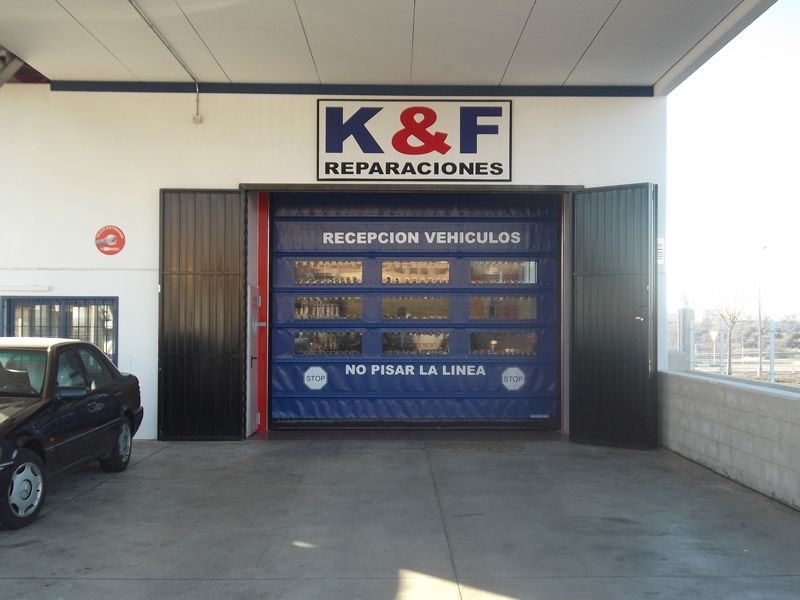 K&F
REPARACIONES
RECEPCION VEHICULOS
NO PISAR LA LINEA
STOP
STOP